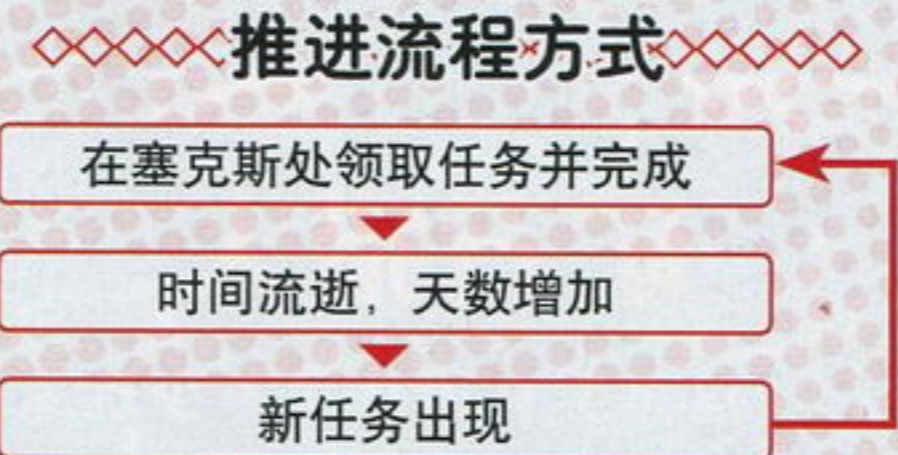 推进流程方式
在塞克斯处领取任务并完成
时间流逝，天数增加
新任务出现